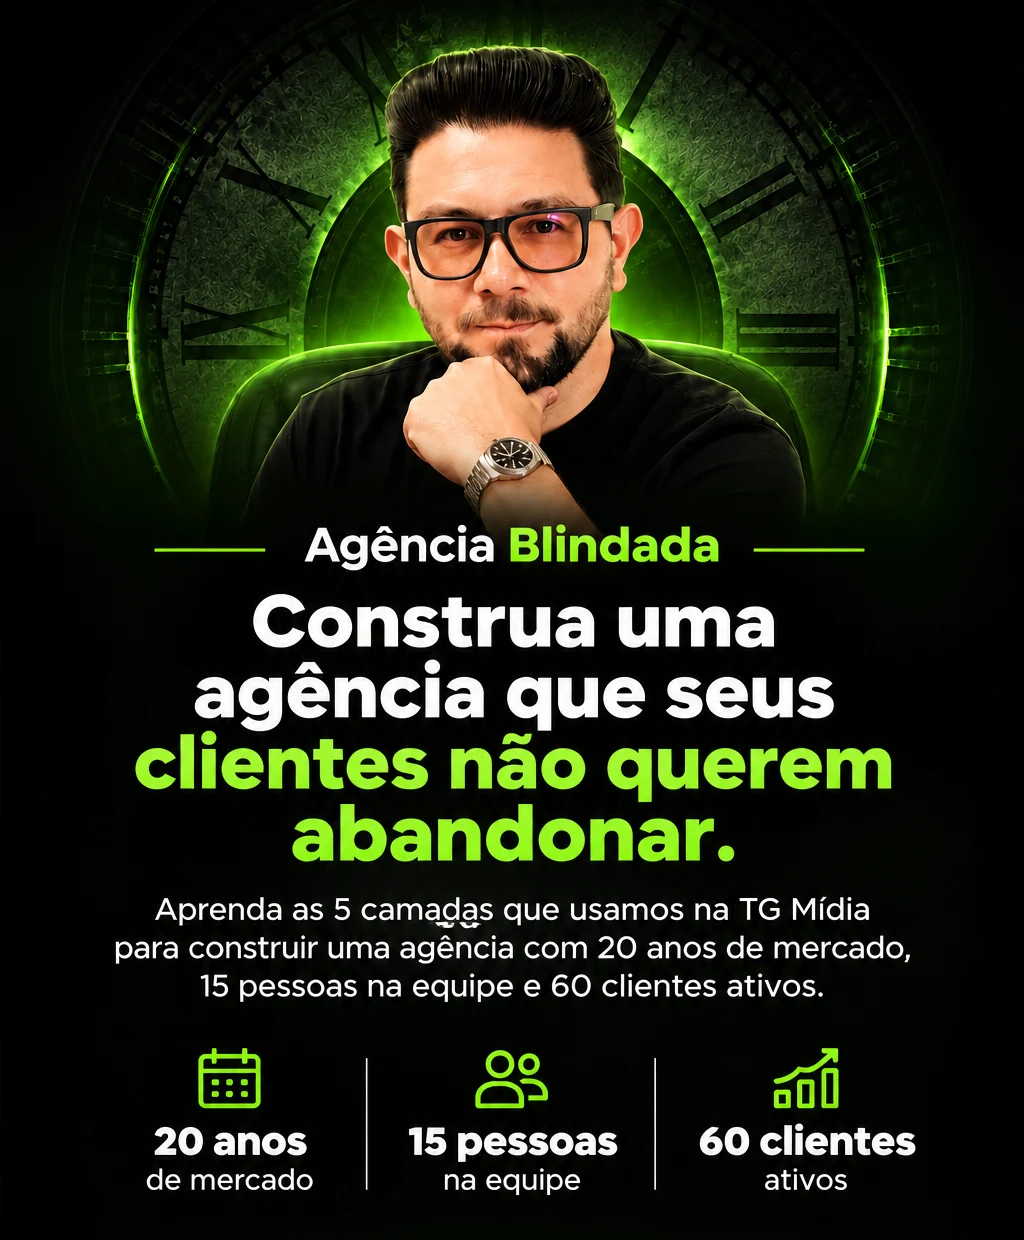 Agência Blindada
Construa uma
agência que seus
clientes não querem
abandonar.
Aprenda as 5 camadas que usamos na TG Mídia
para construir uma agência com 20 anos de mercado,
15 pessoas na equipe e 60 clientes ativos.
20 anos
de mercado
15 pessoas
na equipe
60 clientes
ativos